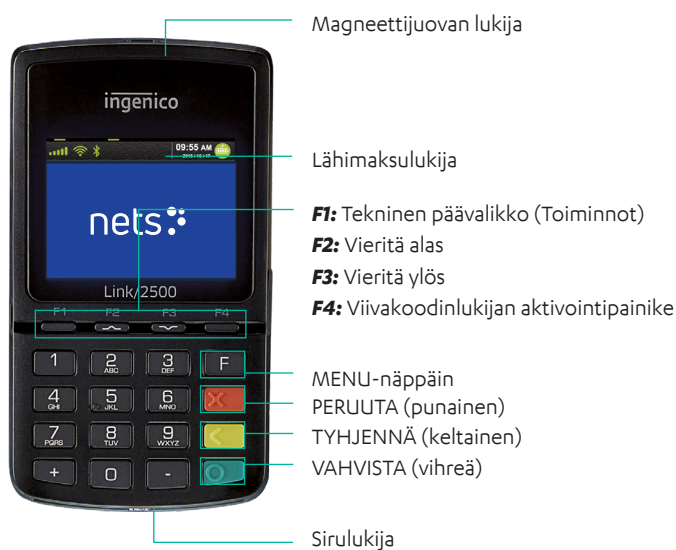 Magneettijuovan lukija
ingenico
09:55 AM
Lähimaksulukija
nets
F1: Tekninen päävalikko (Toiminnot)
F2: Vieritä alas
F3: Vieritä ylös
F4: Viivakoodinlukijan aktivointipainike
Link/2500
F1 F2 F3 F4
1 2 ABC 3 DEF F
MENU-näppäin
4 GHI 5 JKL 6 MNO
PERUUTA (punainen)
7 PQRS 8 TUV 9 WXYZ
TYHJENNÄ (keltainen)
+ 0 -
VAHVISTA (vihreä)
Sirulukija